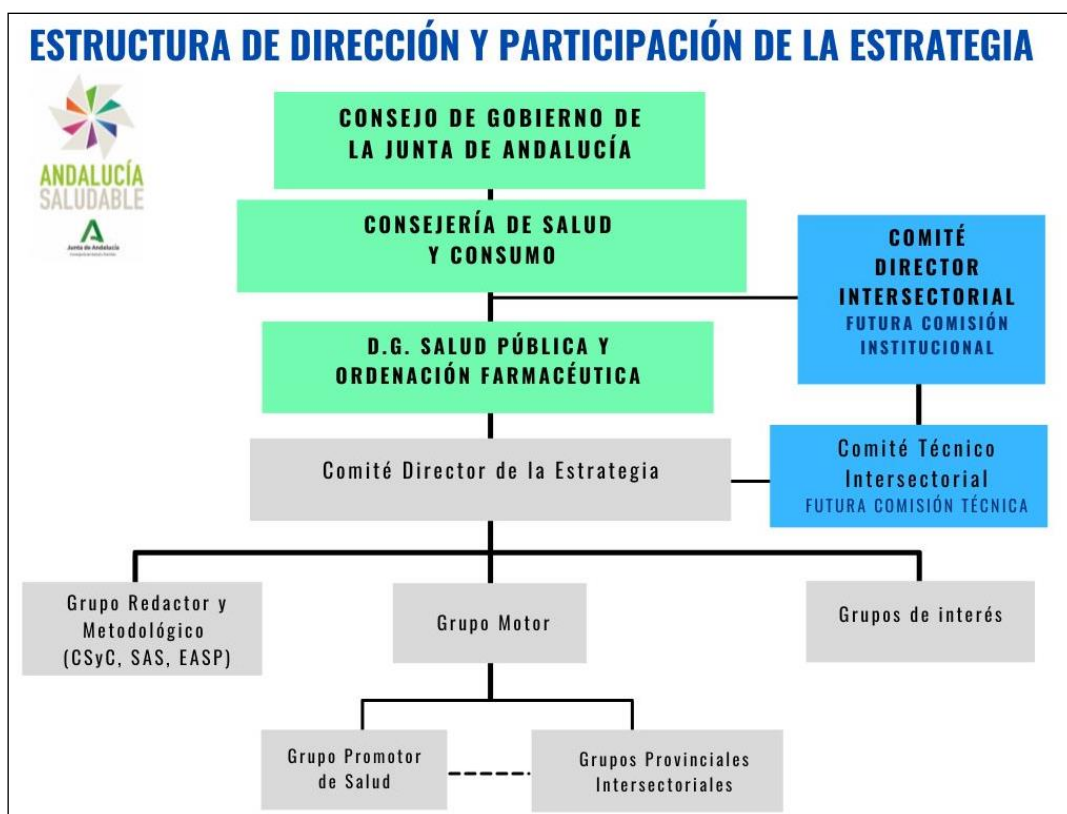 ESTRUCTURA DE DIRECCIÓN Y PARTICIPACIÓN DE LA ESTRATEGIA
ANDALUCÍA
SALUDABLE
Junta de Andalucía
CONSEJO DE GOBIERNO DE
LA JUNTA DE ANDALUCÍA
CONSEJERÍA DE SALUD
Y CONSUMO
COMITÉ
DIRECTOR
INTERSECTORIAL
FUTURA COMISIÓN
INSTITUCIONAL
D.G. SALUD PÚBLICA Y
ORDENACIÓN FARMACÉUTICA
Comité Director de la Estrategia
Comité Técnico
Intersectorial
FUTURA COMISIÓN TÉCNICA
Grupo Redactor y
Metodológico
(CSyC, SAS, EASP)
Grupo Motor
Grupos de interés
Grupo Promotor
de Salud
Grupos Provinciales
Intersectoriales